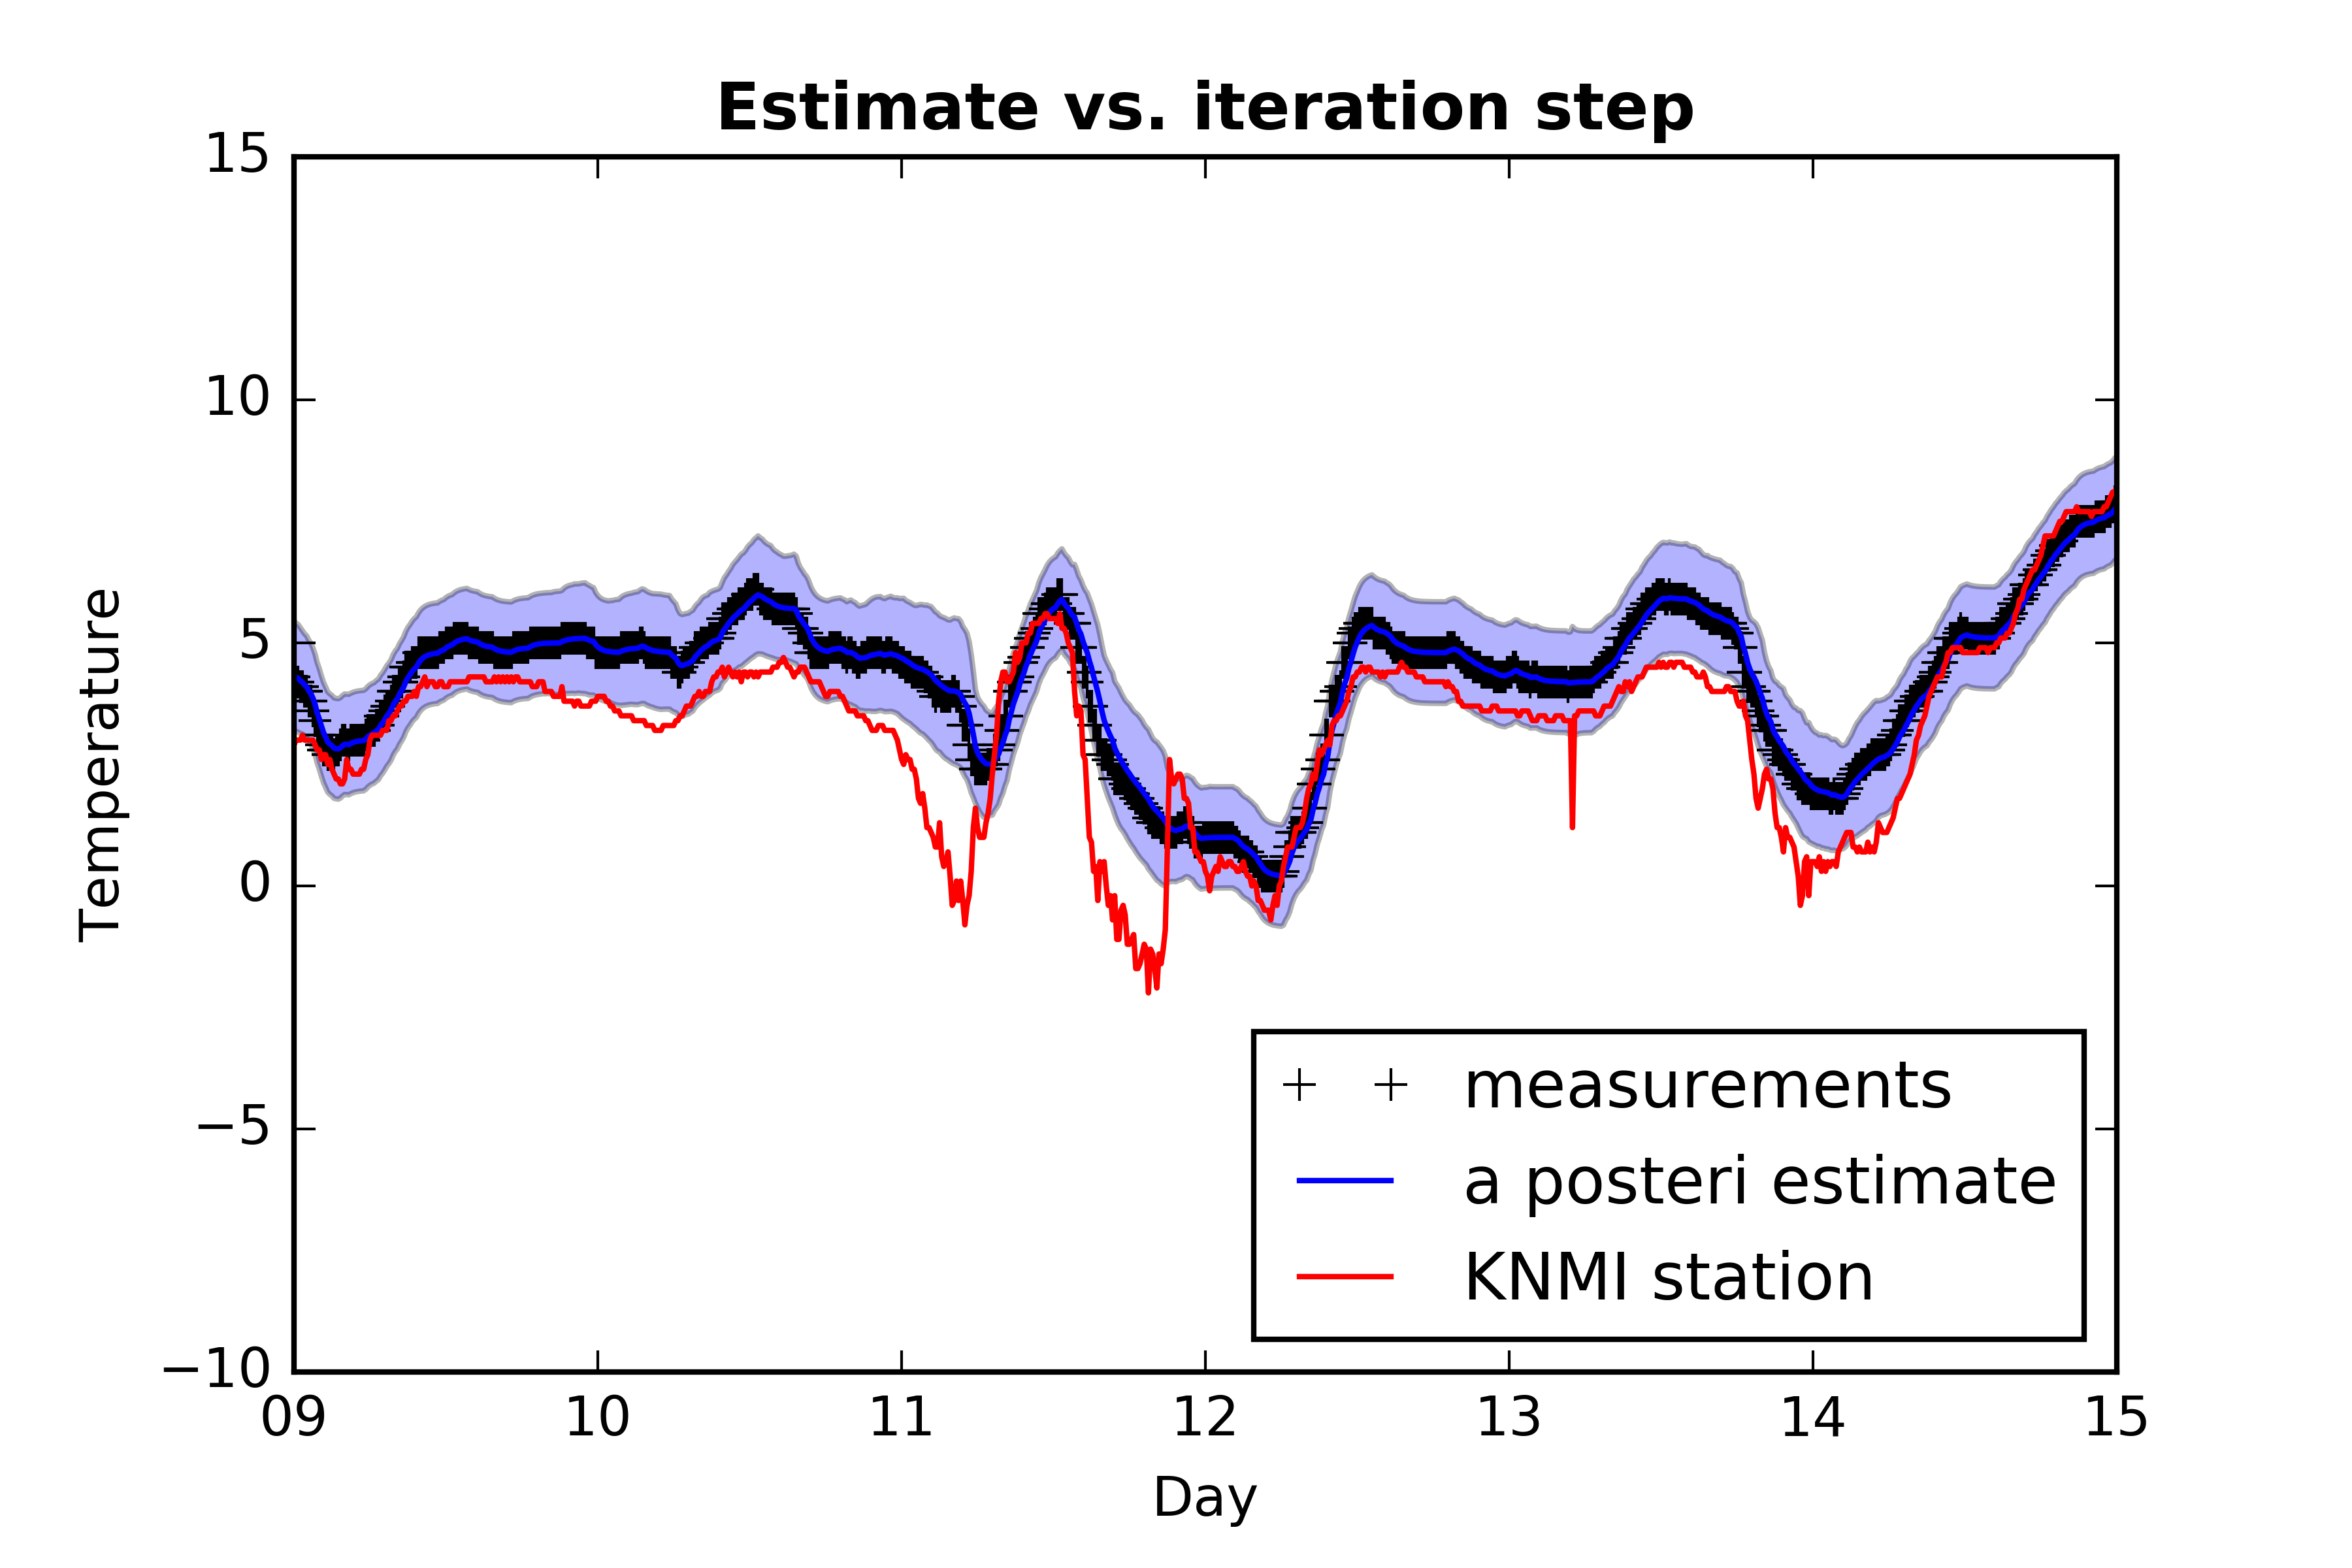 Estimate vs. iteration step
15
10
5
0
−5
−10
Temperature
measurements
a posteri estimate
KNMI station
09 10 11 12 13 14 15
Day